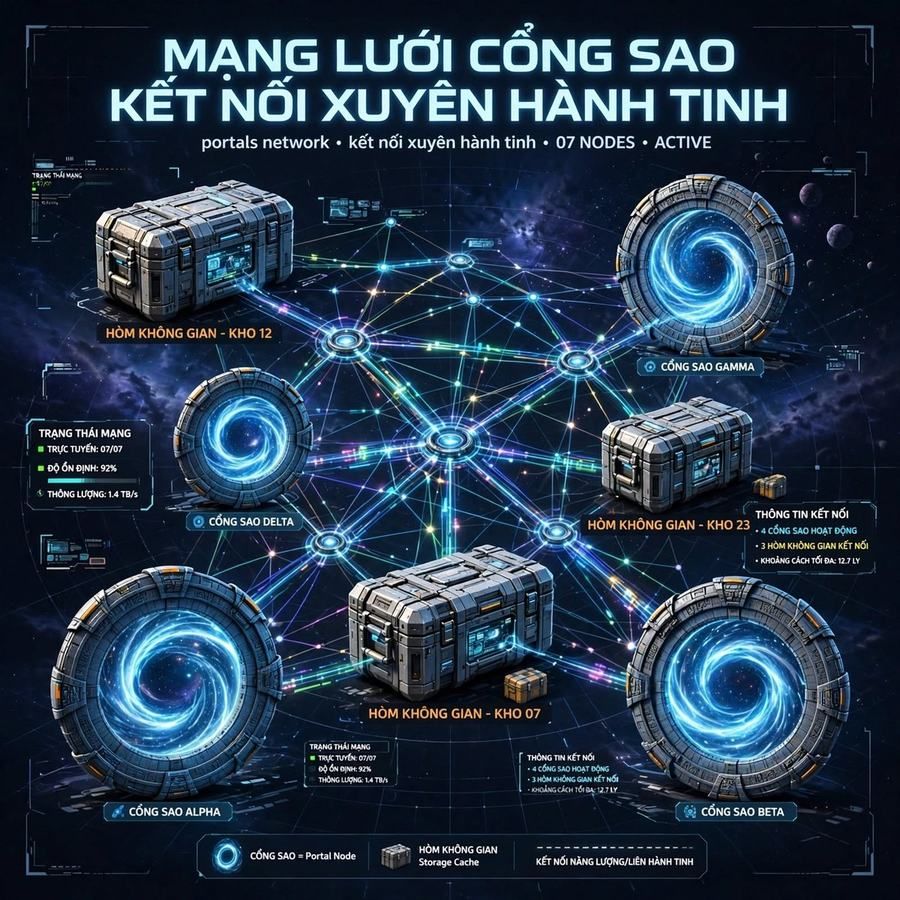 MẠNG LƯỚI CỔNG SAO
KẾT NỐI XUYÊN HÀNH TINH
portals network • kết nối xuyên hành tinh • 07 NODES • ACTIVE
TRẠNG THÁI MẠNG
HÒM KHÔNG GIAN - KHO 12
CỔNG SAO GAMMA
TRẠNG THÁI MẠNG
TRỰC TUYẾN: 07/07
ĐỘ ỔN ĐỊNH: 92%
THÔNG LƯỢNG: 1.4 TB/s
CỔNG SAO DELTA
HÒM KHÔNG GIAN - KHO 23
THÔNG TIN KẾT NỐI
• 4 CỔNG SAO HOẠT ĐỘNG
• 3 HÒM KHÔNG GIAN KẾT NỐI
• KHOẢNG CÁCH TỐI ĐA: 12.7 LY
HÒM KHÔNG GIAN - KHO 07
TRẠNG THÁI MẠNG
TRỰC TUYẾN: 07/07
ĐỘ ỔN ĐỊNH: 92%
THÔNG LƯỢNG: 1.4 TB/s
THÔNG TIN KẾT NỐI
• 4 CỔNG SAO HOẠT ĐỘNG
• 3 HÒM KHÔNG GIAN KẾT NỐI
• KHOẢNG CÁCH TỐI ĐA: 12.7 LY
CỔNG SAO ALPHA
CỔNG SAO BETA
CỔNG SAO = Portal Node
HÒM KHÔNG GIAN
Storage Cache
KẾT NỐI NĂNG LƯỢNG/LIÊN HÀNH TINH